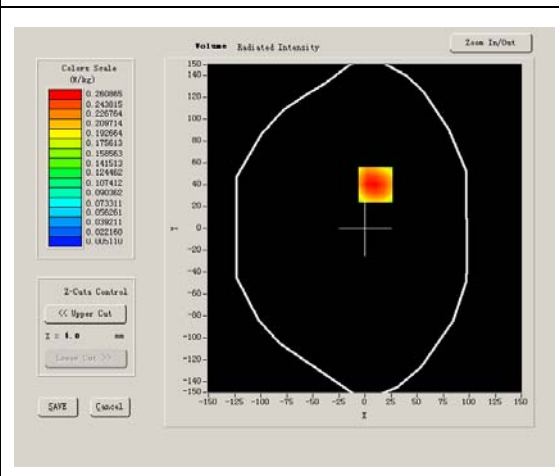 Volume Radiated Intensity
Zoom In/Out
Colors Scale
(W/kg)
0.260865
0.243815
0.226764
0.209714
0.192664
0.175613
0.158563
0.141513
0.124462
0.107412
0.090362
0.073311
0.056261
0.039211
0.022160
0.005110
Z-Cuts Control
<< Upper Cut
Z = 4.0 mm
Lower Cut >>
SAVE
Cancel
150
140
120
100
80
60
40
20
0
-20
-40
-60
-80
-100
-120
-140
-150
Y
-150 -125 -100 -75 -50 -25 0 25 50 75 100 125 150
X